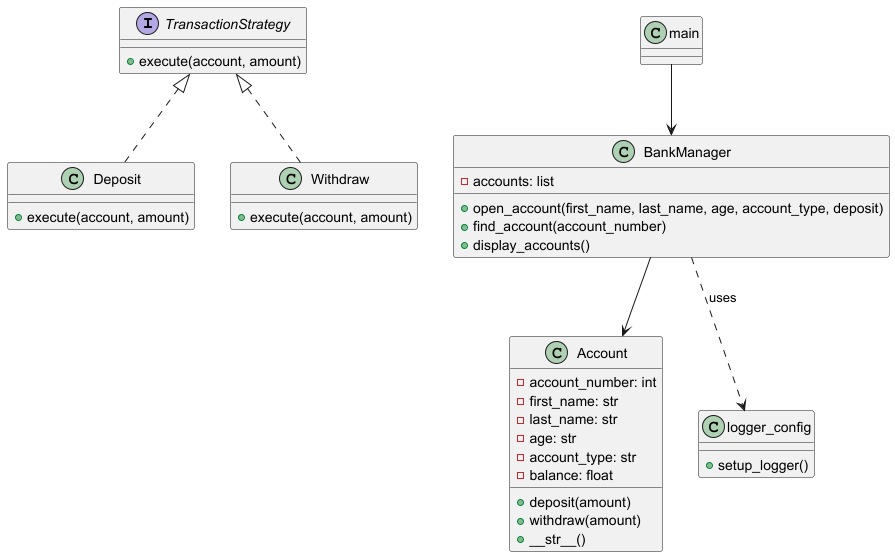 I TransactionStrategy
execute(account, amount)
C Deposit
execute(account, amount)
C Withdraw
execute(account, amount)
C main
C BankManager
accounts: list
open_account(first_name, last_name, age, account_type, deposit)
find_account(account_number)
display_accounts()
uses
C Account
account_number: int
first_name: str
last_name: str
age: str
account_type: str
balance: float
deposit(amount)
withdraw(amount)
__str__()
C logger_config
setup_logger()